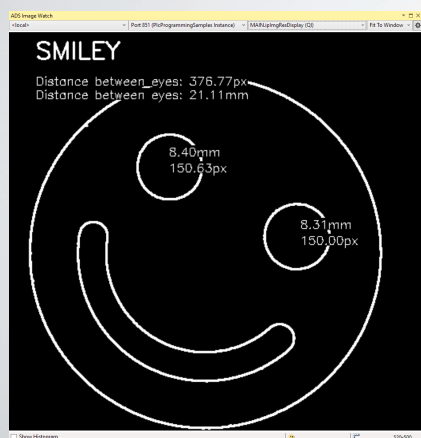 ADS Image Watch
<local>
Port 851 (PlcProgrammingSamples Instance)
MAIN.ipImgResDisplay (QI)
Fit To Window
SMILEY
Distance between_eyes: 376.77px
Distance between eyes: 21.11mm
8.40mm
150.63px
8.31mm
150.00px
Show Histogram